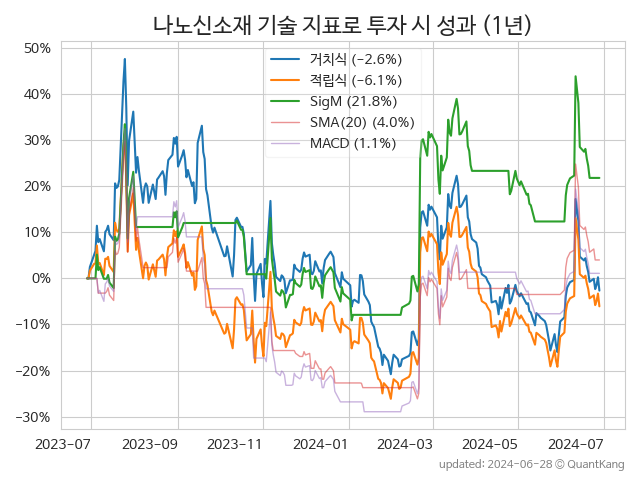 나노신소재 기술 지표로 투자 시 성과 (1년)
거치식 (−2.6%)
적립식 (−6.1%)
SigM (21.8%)
SMA(20) (4.0%)
MACD (1.1%)
50%
40%
30%
20%
10%
0%
−10%
−20%
−30%
2023-07 2023-09 2023-11 2024-01 2024-03 2024-05 2024-07
updated: 2024-06-28 ⓒ QuantKang